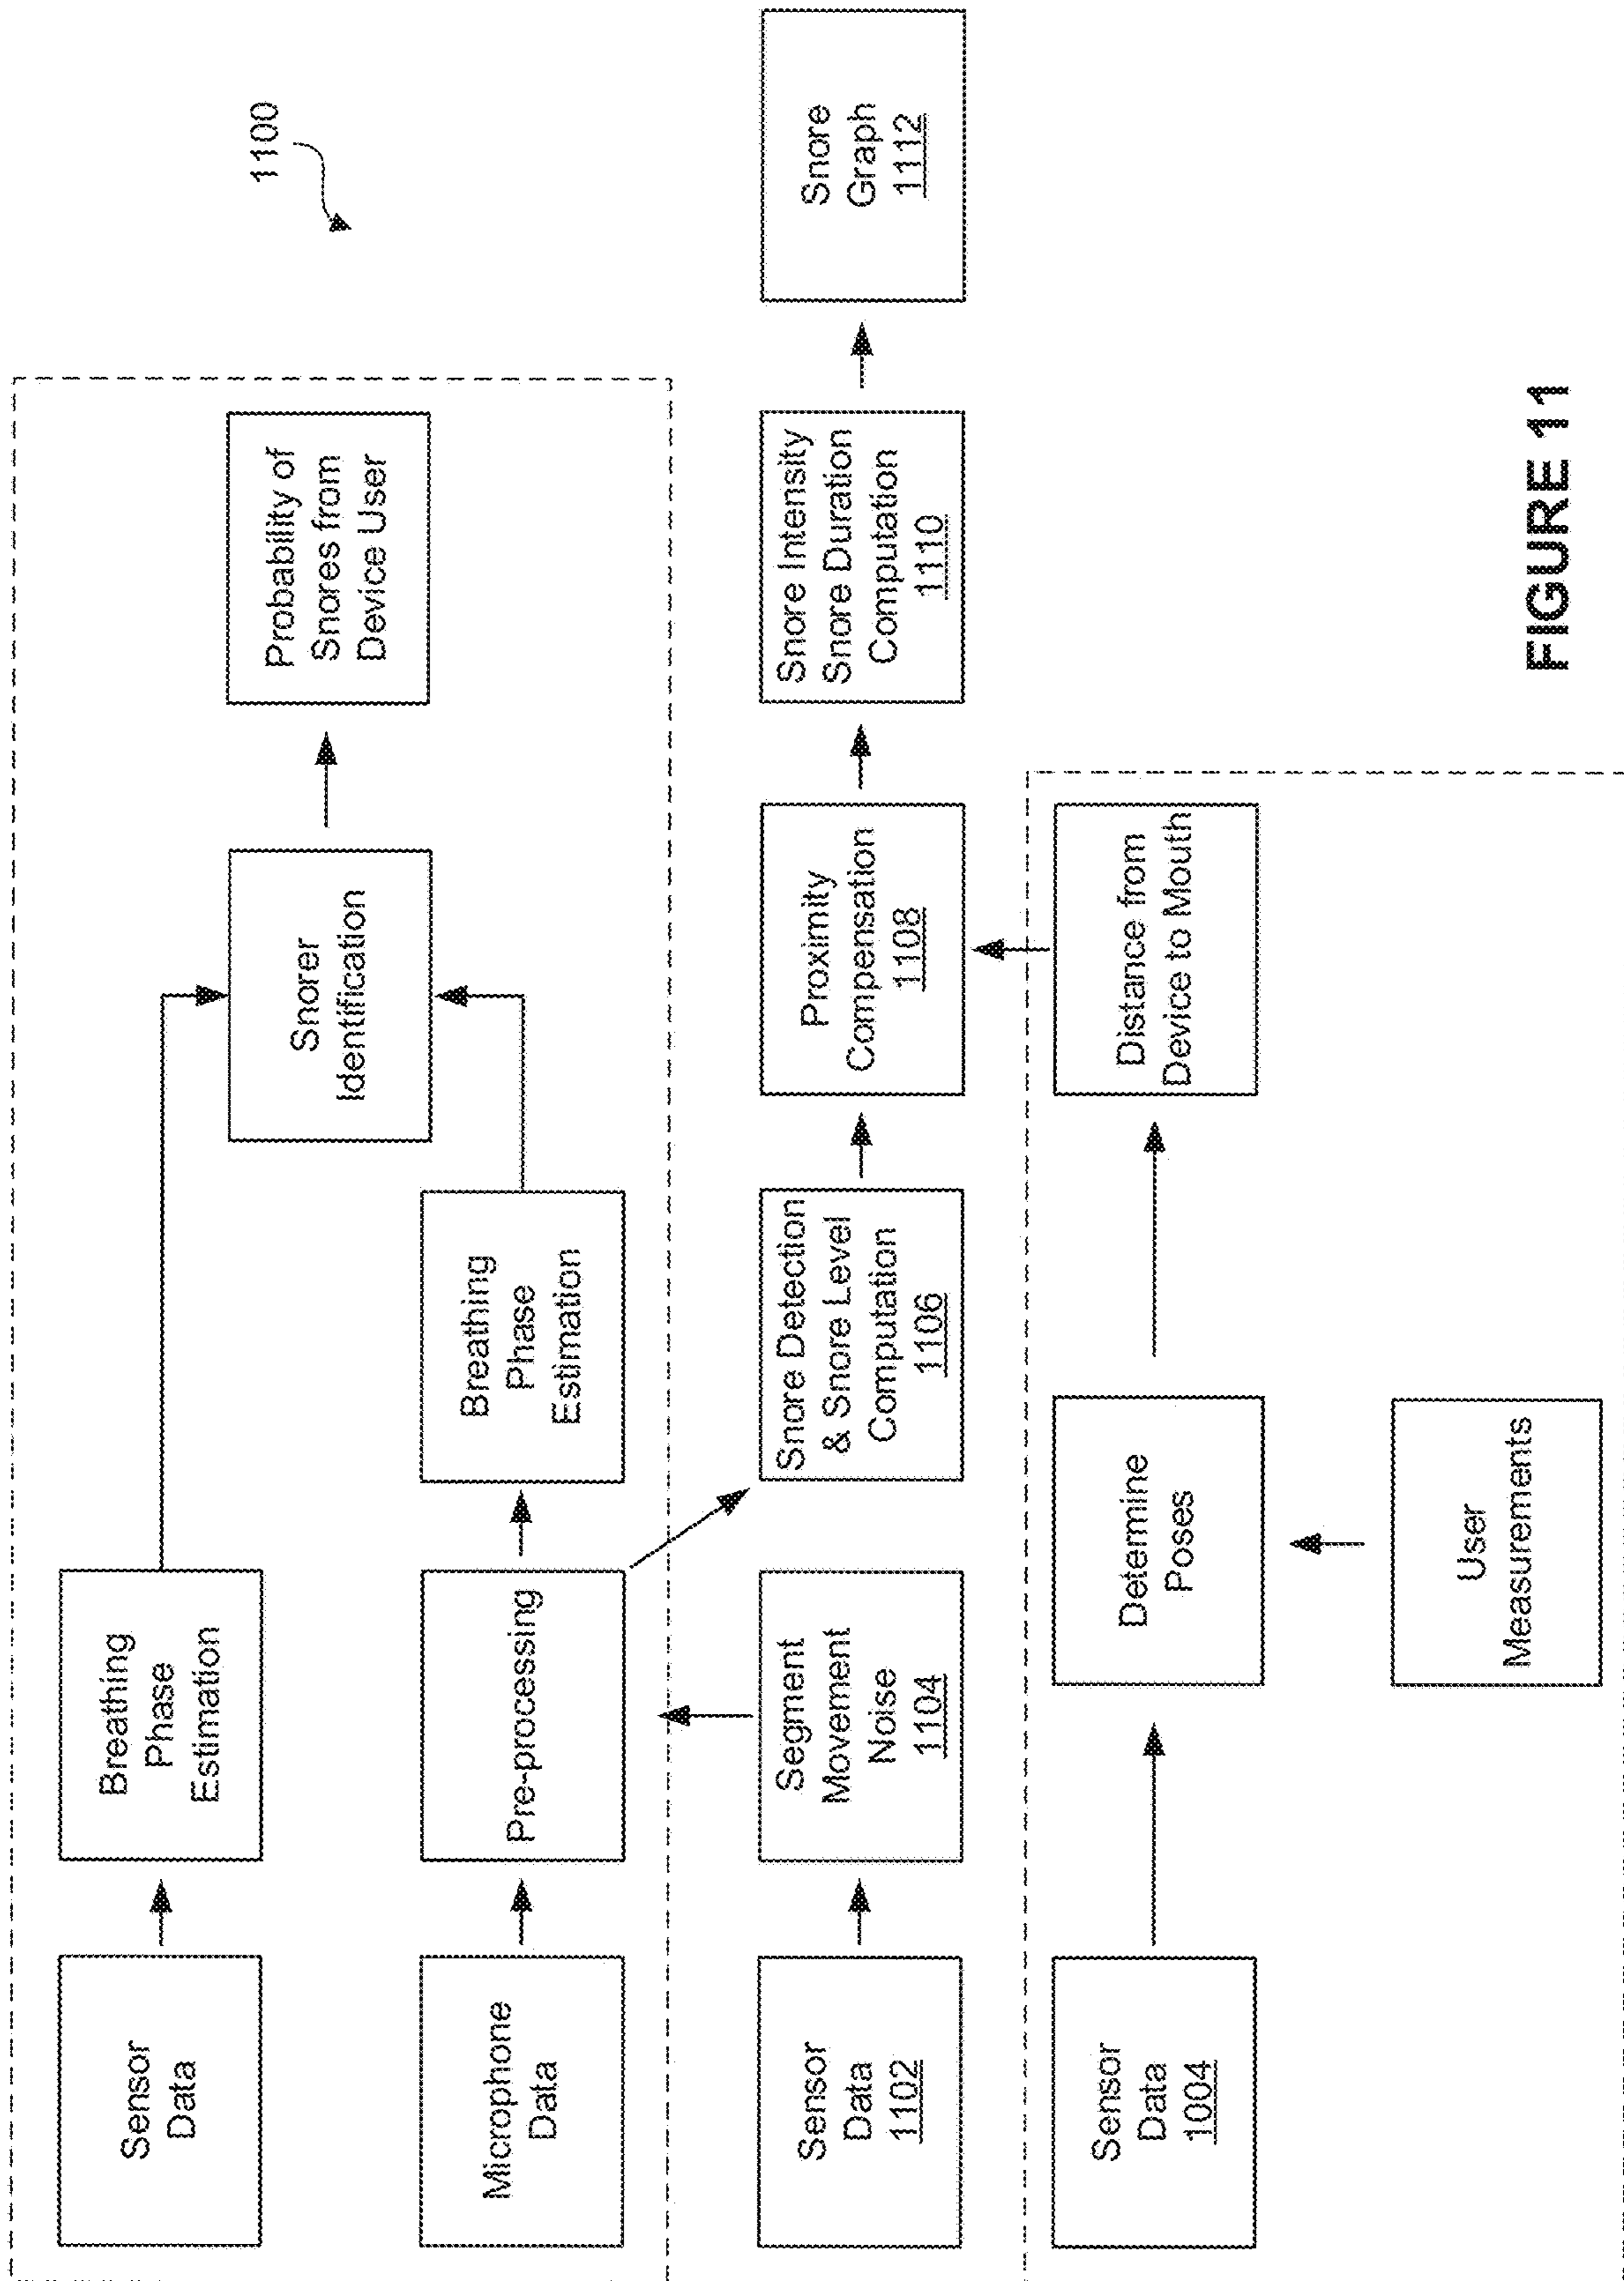 1100
Sensor
Data
Breathing
Phase
Estimation
Snorer
Identification
Probability of
Snores from
Device User
Microphone
Data
Pre-processing
Breathing
Phase
Estimation
Sensor
Data
1102
Segment
Movement
Noise
1104
Snore Detection
& Snore Level
Computation
1106
Proximity
Compensation
1108
Snore Intensity
Snore Duration
Computation
1110
Snore
Graph
1112
Sensor
Data
1004
Determine
Poses
Distance from
Device to Mouth
User
Measurements
FIGURE 11